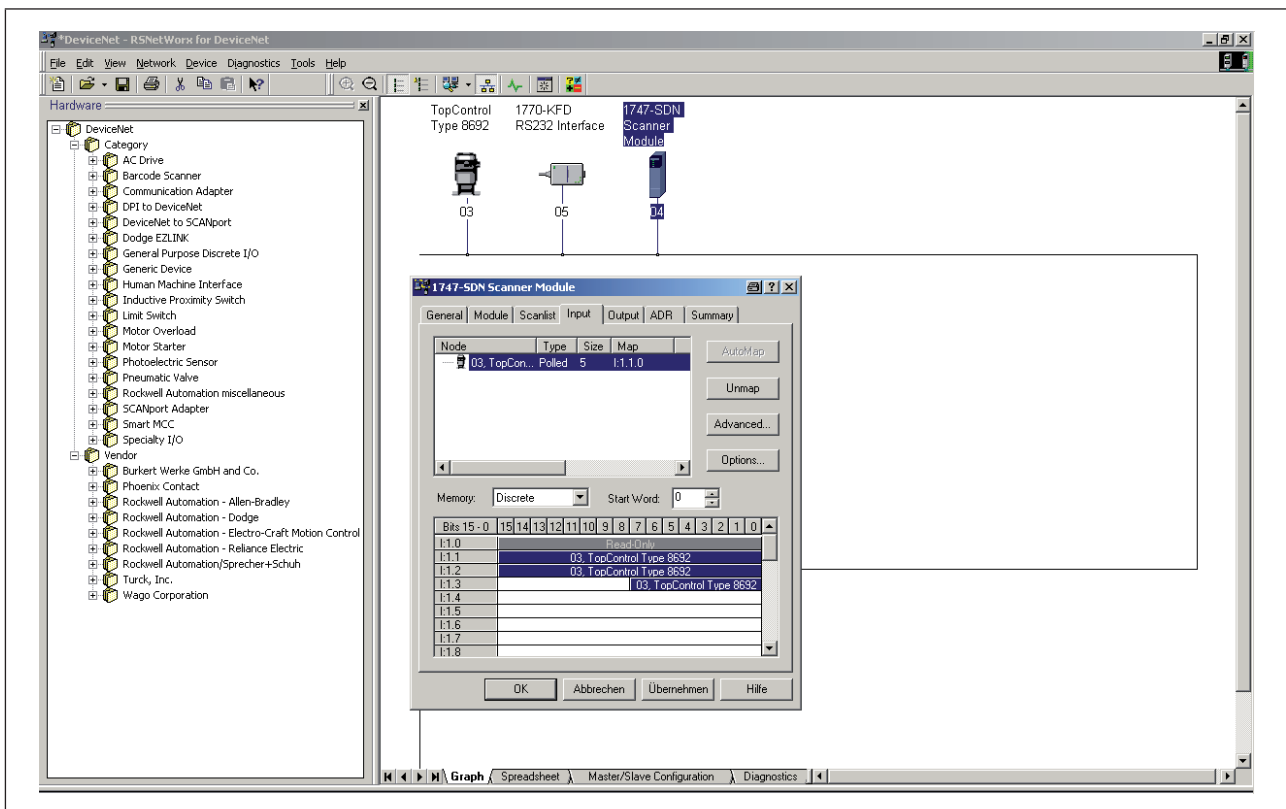 *DeviceNet - RSNetWorx for DeviceNet
File Edit View Network Device Diagnostics Tools Help
Hardware
DeviceNet
Category
AC Drive
Barcode Scanner
Communication Adapter
DPI to DeviceNet
DeviceNet to SCANport
Dodge EZLINK
General Purpose Discrete I/O
Generic Device
Human Machine Interface
Inductive Proximity Switch
Limit Switch
Motor Overload
Motor Starter
Photoelectric Sensor
Pneumatic Valve
Rockwell Automation miscellaneous
SCANport Adapter
Smart MCC
Specialty I/O
Vendor
Burkert Werke GmbH and Co.
Phoenix Contact
Rockwell Automation - Allen-Bradley
Rockwell Automation - Dodge
Rockwell Automation - Electro-Craft Motion Control
Rockwell Automation - Reliance Electric
Rockwell Automation/Sprecher+Schuh
Turck, Inc.
Wago Corporation
TopControl 1770-KFD 1747-SDN
Type 8692 RS232 Interface Scanner
Module
03 05 04
1747-SDN Scanner Module
General Module Scanlist Input Output ADR Summary
Node Type Size Map
03, TopCon... Polled 5 I:1.1.0
AutoMap
Unmap
Advanced...
Options...
Memory: Discrete Start Word: 0
Bits 15 - 0 15 14 13 12 11 10 9 8 7 6 5 4 3 2 1 0
I:1.0 Read-Only
I:1.1 03, TopControl Type 8692
I:1.2 03, TopControl Type 8692
I:1.3 03, TopControl Type 8692
I:1.4
I:1.5
I:1.6
I:1.7
I:1.8
OK Abbrechen Übernehmen Hilfe
Graph Spreadsheet Master/Slave Configuration Diagnostics